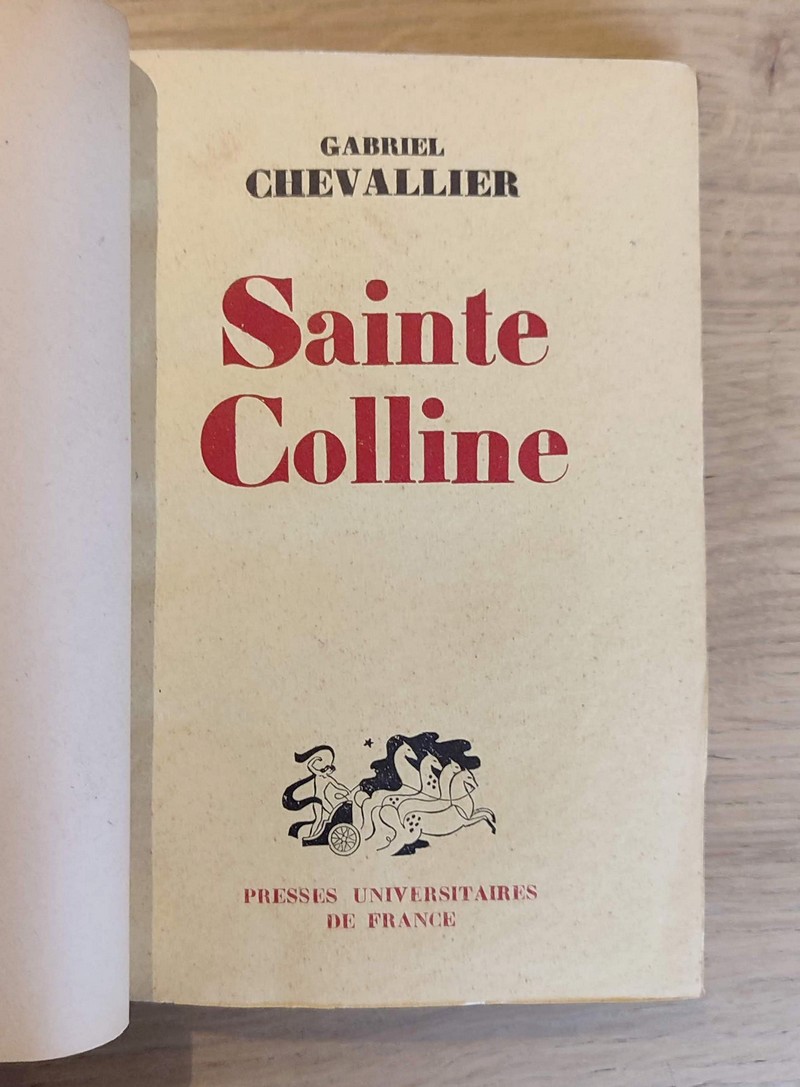 GABRIEL
CHEVALLIER
Sainte
Colline
PRESSES UNIVERSITAIRES
DE FRANCE